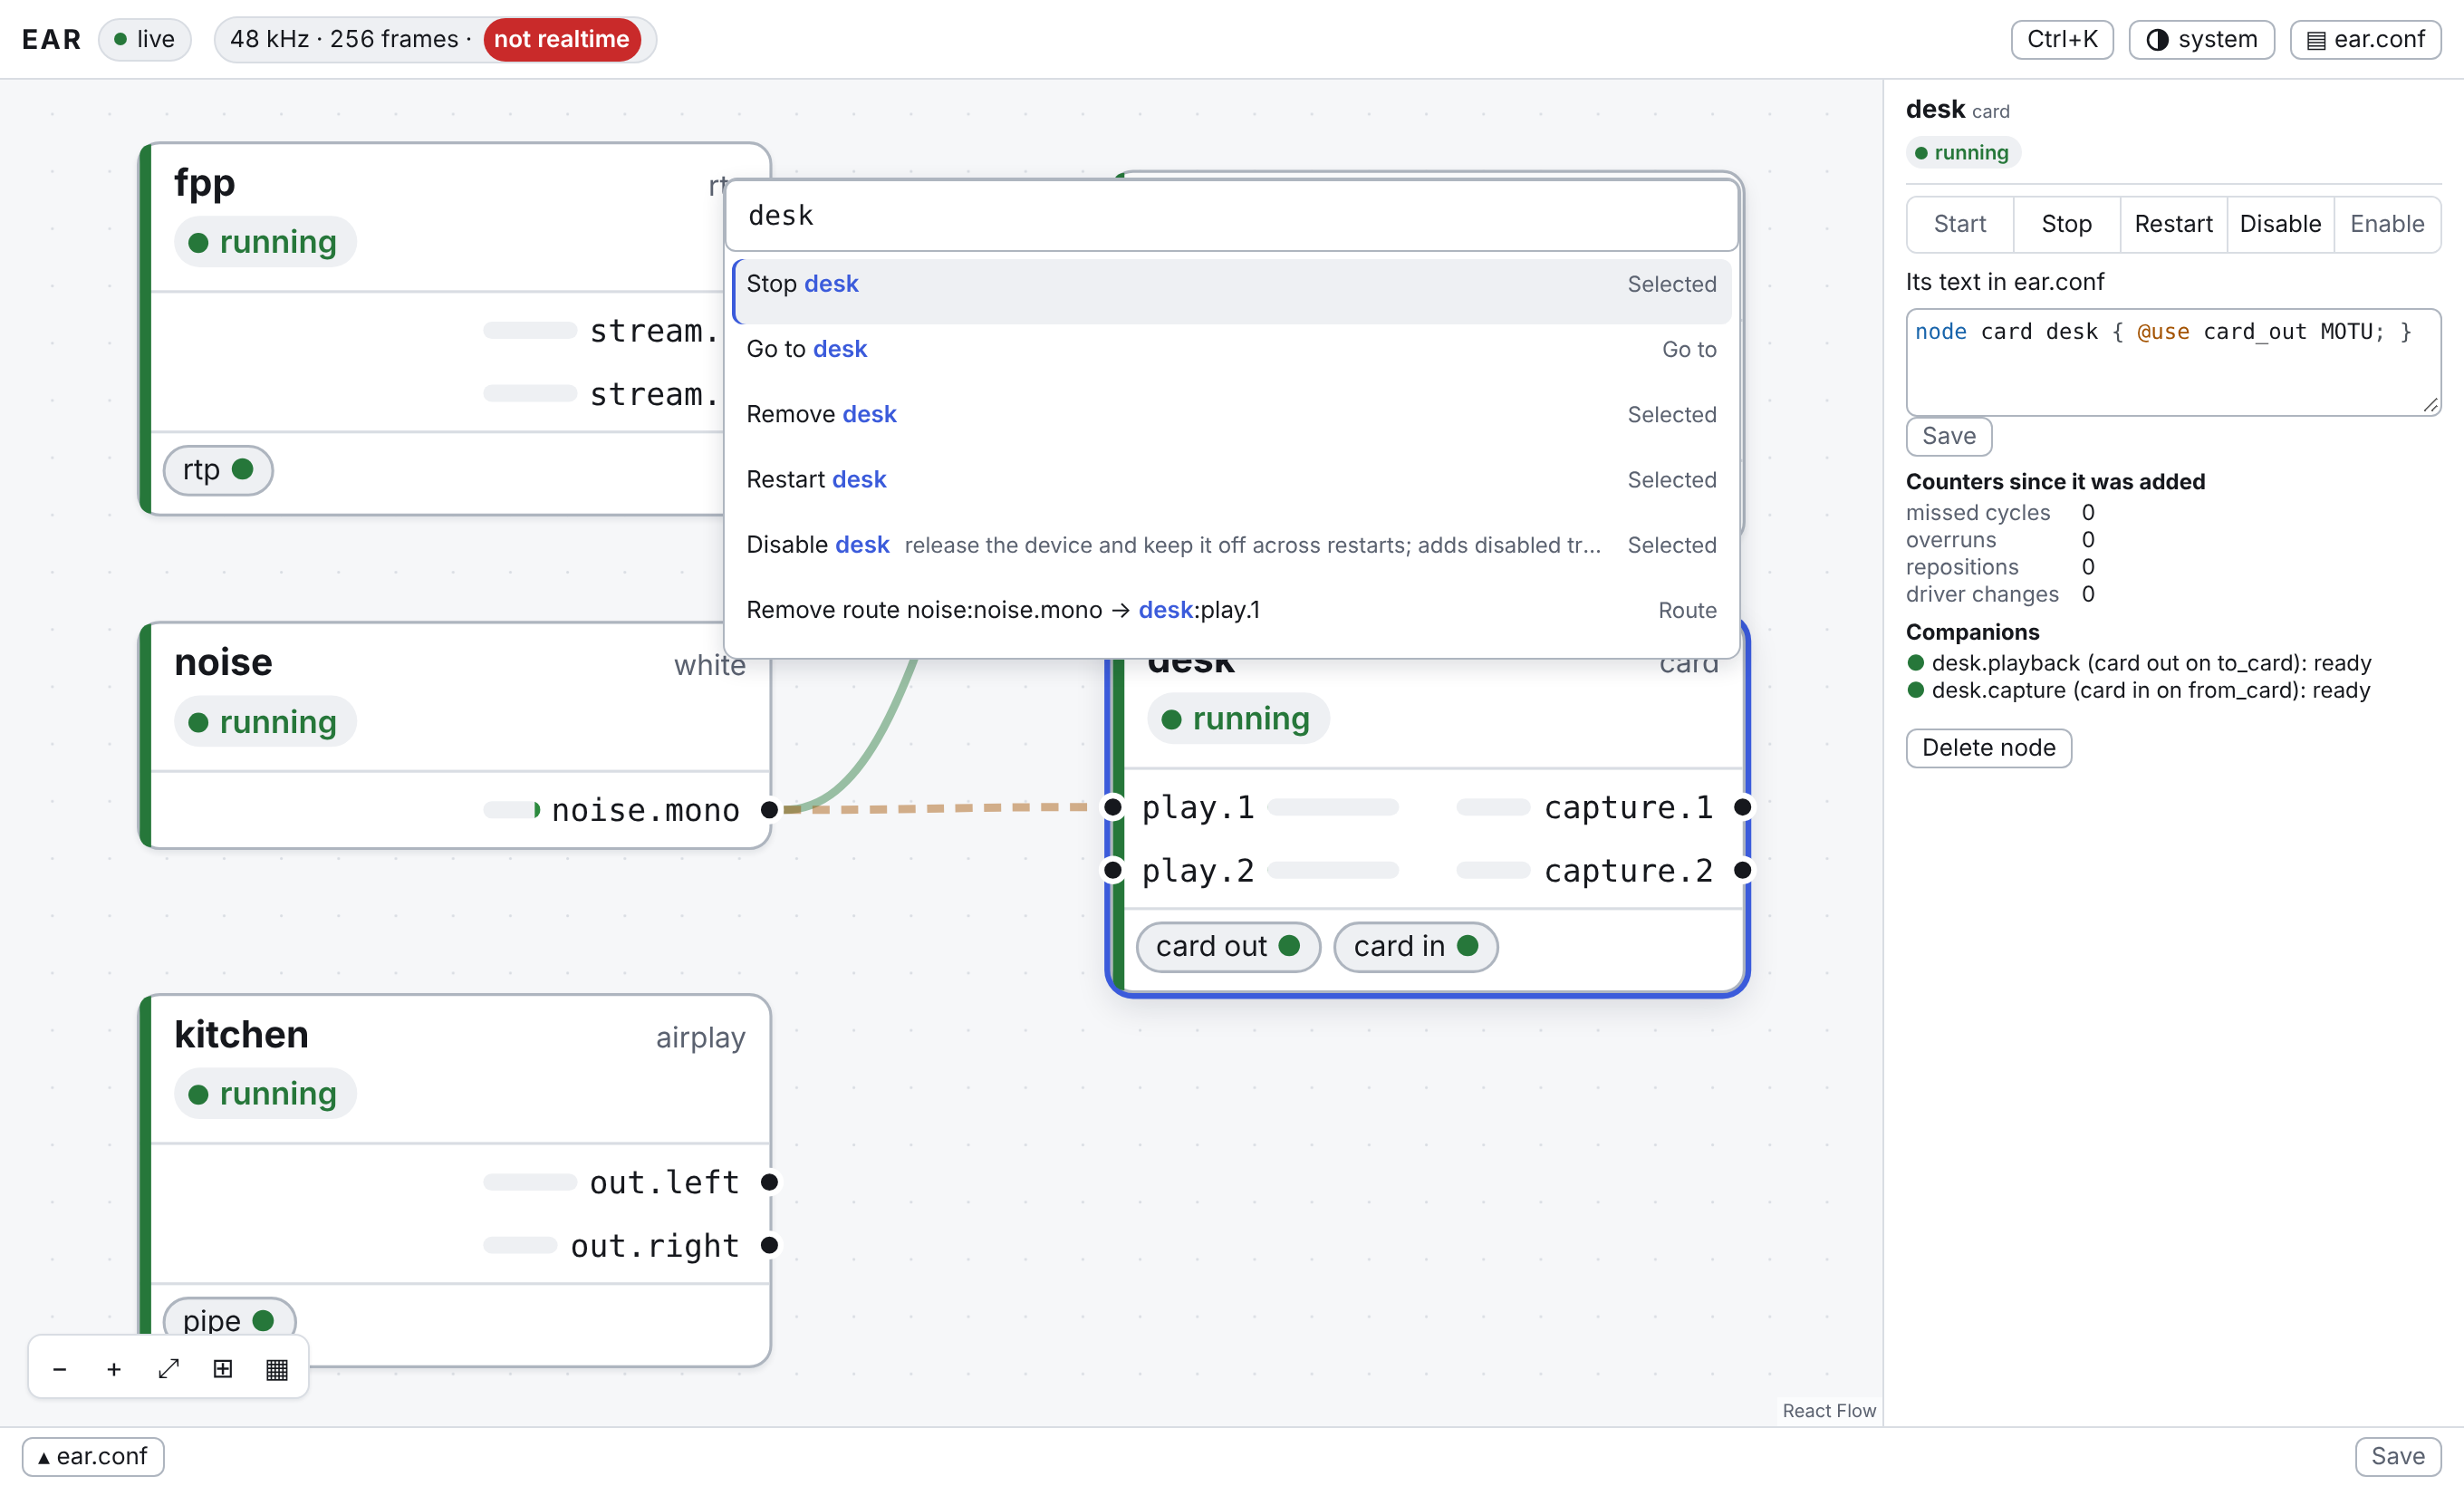 EAR
live
48 kHz · 256 frames · not realtime
Ctrl+K
system
ear.conf
fpp
running
stream.
stream.
rtp
desk
Stop desk Selected
Go to desk Go to
Remove desk Selected
Restart desk Selected
Disable desk release the device and keep it off across restarts; adds disabled tr... Selected
Remove route noise:noise.mono → desk:play.1 Route
noise white
running
noise.mono
desk card
running
play.1 capture.1
play.2 capture.2
card out card in
kitchen airplay
running
out.left
out.right
pipe
− +
React Flow
desk card
running
Start Stop Restart Disable Enable
Its text in ear.conf
node card desk { @use card_out MOTU; }
Save
Counters since it was added
missed cycles 0
overruns 0
repositions 0
driver changes 0
Companions
desk.playback (card out on to_card): ready
desk.capture (card in on from_card): ready
Delete node
▴ ear.conf
Save